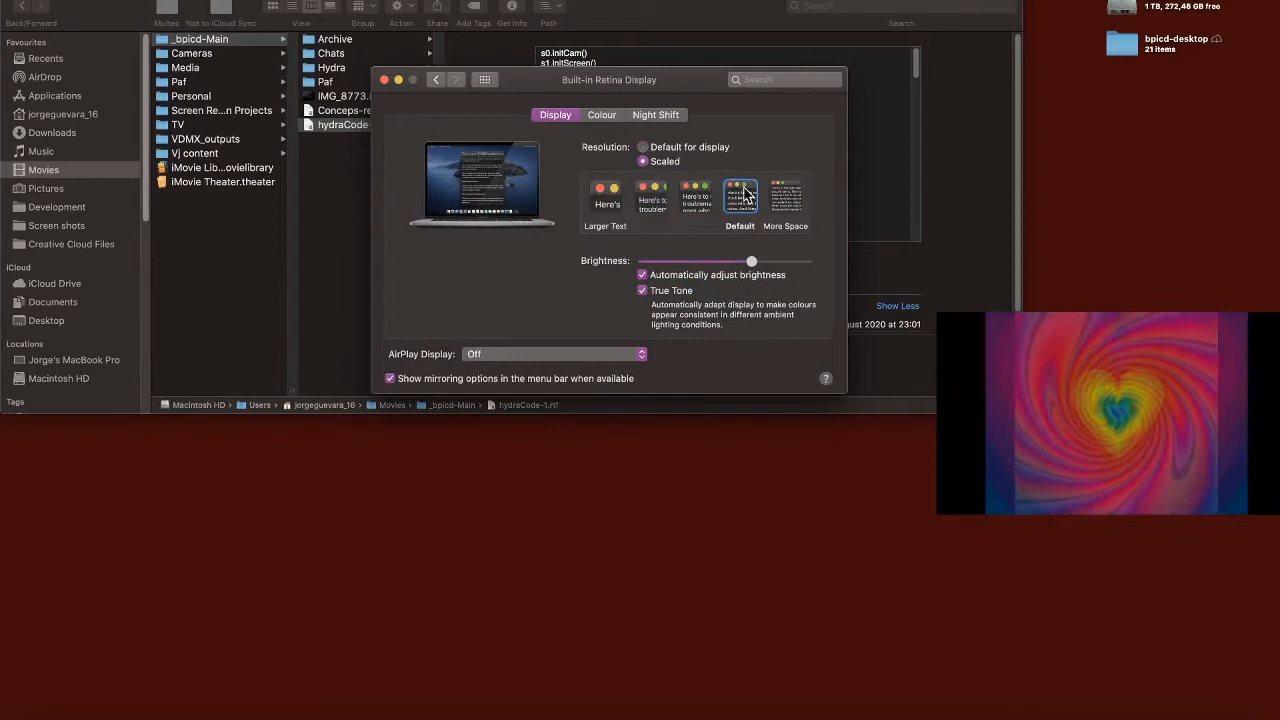 Back/Forward
Multec
Not to iCloud Sync
View
Group
Action
Share
Add Tags
Get Info
Path
Search
Search
1 TB, 272,46 GB free
bpicd-desktop
21 items
Favourites
Recents
AirDrop
Applications
jorgeguevara_16
Downloads
Music
Movies
Pictures
Screen shots
Development
Creative Cloud Files
iCloud
iCloud Drive
Documents
Desktop
Locations
Jorge's MacBook Pro
Macintosh HD
Tags
_bpicd-Main
Cameras
Media
Paf
Personal
Screen Re...n Projects
TV
VDMX_outputs
Vj content
iMovie Lib...ovielibrary
iMovie Theater.theater
Archive
Chats
Hydra
Paf
IMG_8773.
Conceps-re
hydraCode-
s0.initCam()
s1.initScreen()
Built-in Retina Display
Search
Display
Colour
Night Shift
Resolution:
Default for display
Scaled
Here's
Larger Text
Default
More Space
Brightness:
Automatically adjust brightness
True Tone
Automatically adapt display to make colours
appear consistent in different ambient
lighting conditions.
AirPlay Display:
Off
Show mirroring options in the menu bar when available
?
Show Less
gust 2020 at 23:01
Macintosh HD
Users
jorgeguevara_16
Movies
_bpicd-Main
hydraCode-1.rtf